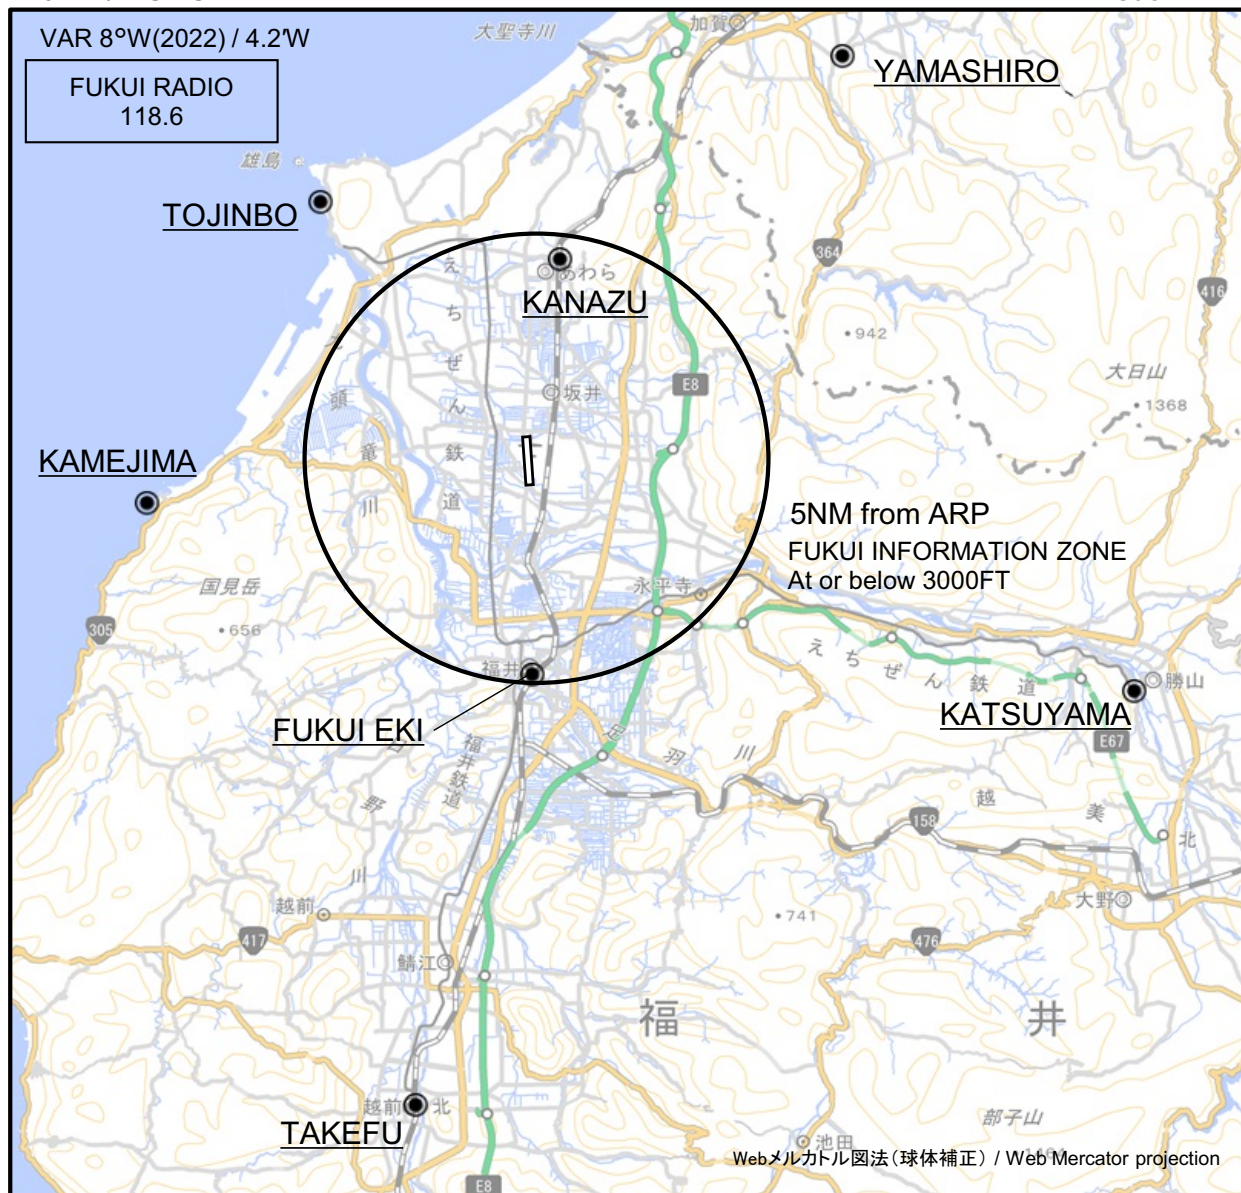 VAR 8°W(2022) / 4.2'W
FUKUI RADIO
118.6
大聖寺川
加賀
YAMASHIRO
雄島
TOJINBO
364
416
あわら
KANAZU
942
大日山
1368
E8
坂井
えちぜん鉄道
頭竜川
KAMEJIMA
5NM from ARP
FUKUI INFORMATION ZONE
At or below 3000FT
国見岳
656
305
永平寺
えちぜん鉄道
勝山
KATSUYAMA
E67
福井
FUKUI EKI
福井鉄道
日野川
足羽川
越美北
158
大野
741
476
越前
417
鯖江
福井
越前
北
TAKEFU
部子山
池田
E8
Webメルカトル図法(球体補正) / Web Mercator projection